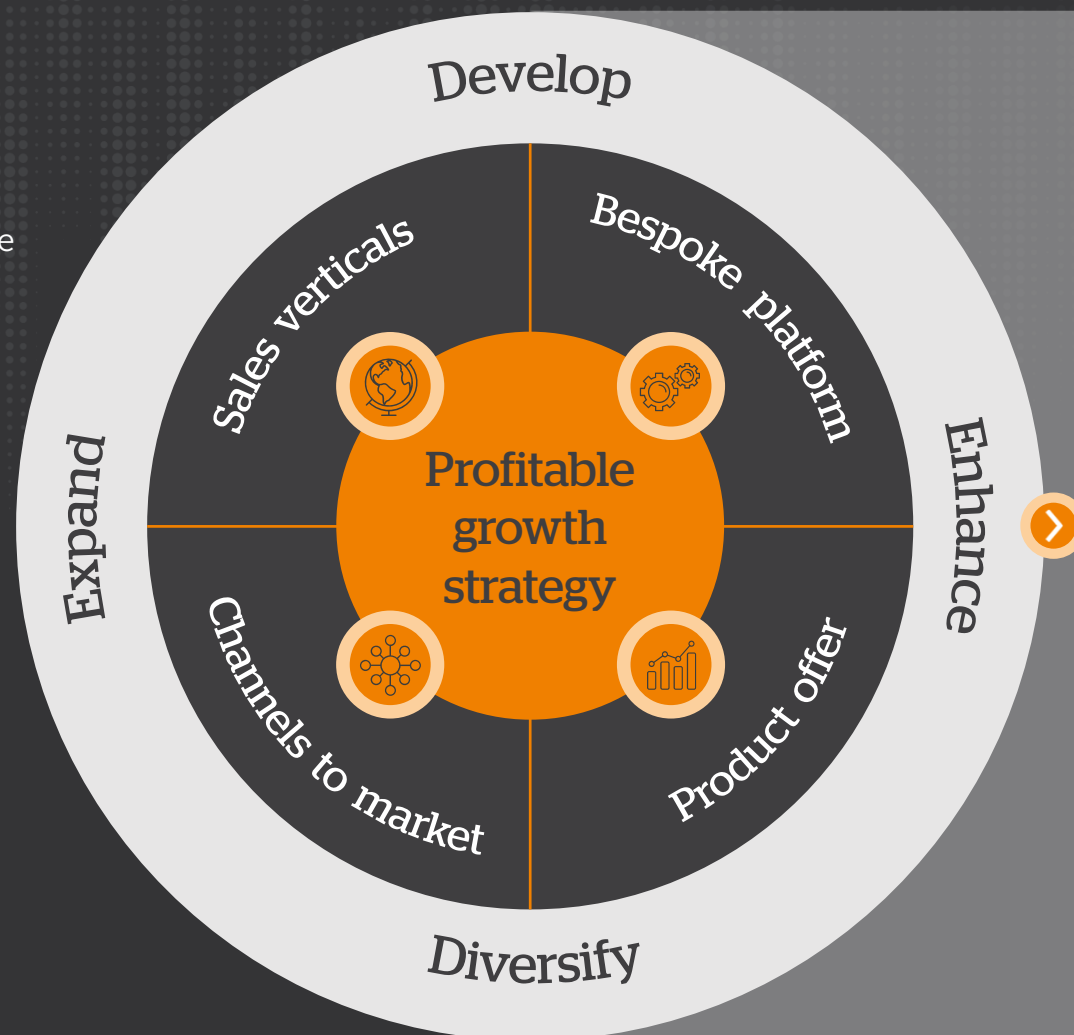 Develop
e
Sales verticals
Bespoke platform
Expand
Profitable
growth
strategy
Enhance
Channels to market
Product offer
Diversify